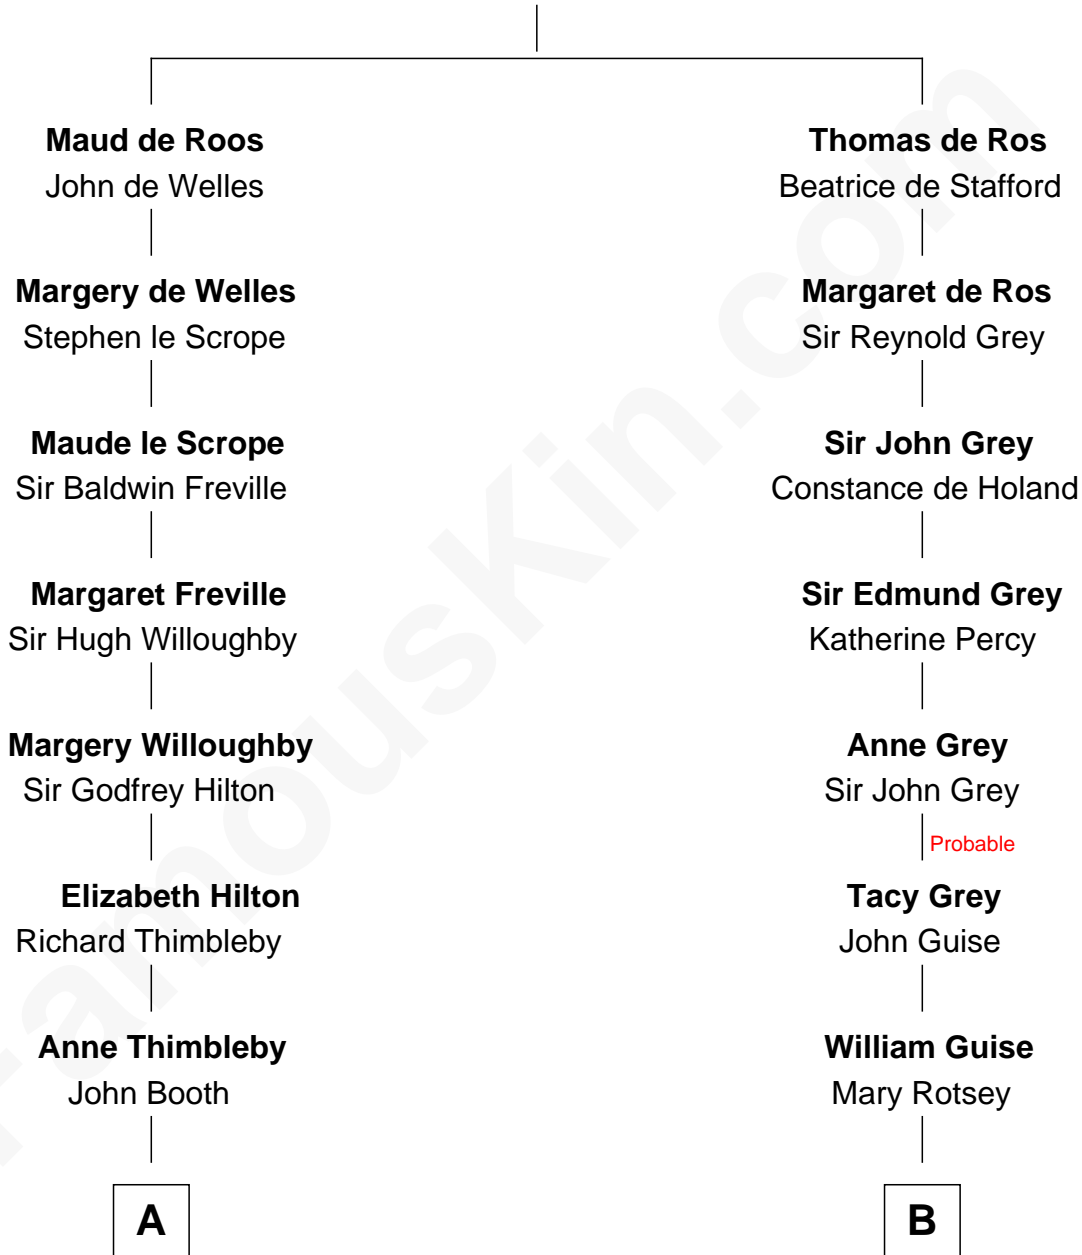 Maud de Roos
John de Welles
Thomas de Ros
Beatrice de Stafford
Margery de Welles
Stephen le Scrope
Margaret de Ros
Sir Reynold Grey
Maude le Scrope
Sir Baldwin Freville
Sir John Grey
Constance de Holand
Margaret Freville
Sir Hugh Willoughby
Sir Edmund Grey
Katherine Percy
Margery Willoughby
Sir Godfrey Hilton
Anne Grey
Sir John Grey
Probable
Elizabeth Hilton
Richard Thimbleby
Tacy Grey
John Guise
Anne Thimbleby
John Booth
William Guise
Mary Rotsey
A
B
FamousKin.com